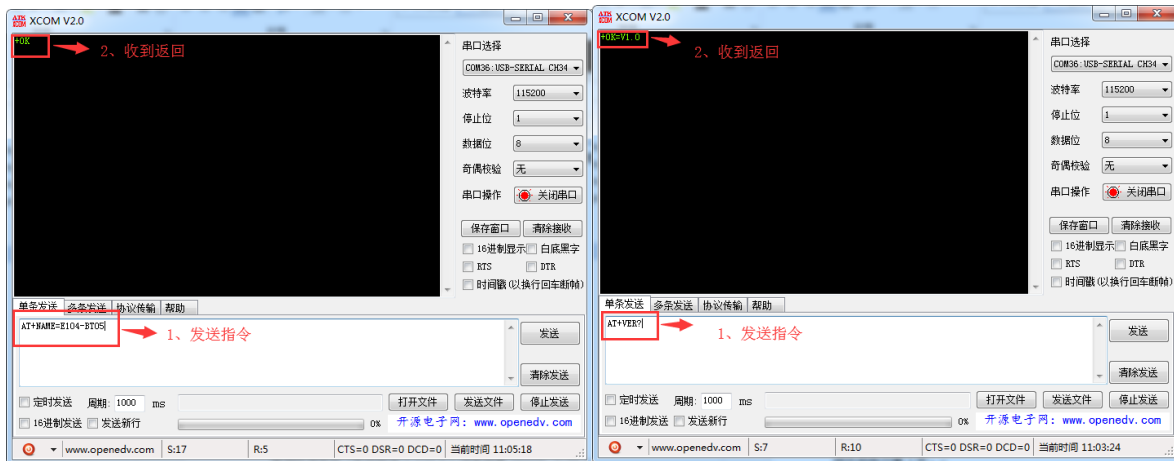 XCOM V2.0
+OK
2、收到返回
串口选择
COM36:USB-SERIAL CH34
波特率 115200
停止位 1
数据位 8
奇偶校验 无
串口操作 关闭串口
保存窗口 清除接收
16进制显示 白底黑字
RTS DTR
时间戳(以换行回车断帧)
单条发送 多条发送 协议传输 帮助
AT+NAME=E104-BT05
1、发送指令
发送
清除发送
定时发送 周期: 1000 ms 打开文件 发送文件 停止发送
16进制发送 发送新行 0% 开源电子网: www.openedv.com
www.openedv.com S:17 R:5 CTS=0 DSR=0 DCD=0 当前时间 11:05:18
XCOM V2.0
+OK=V1.0
2、收到返回
串口选择
COM36:USB-SERIAL CH34
波特率 115200
停止位 1
数据位 8
奇偶校验 无
串口操作 关闭串口
保存窗口 清除接收
16进制显示 白底黑字
RTS DTR
时间戳(以换行回车断帧)
单条发送 多条发送 协议传输 帮助
AT+VER?
1、发送指令
发送
清除发送
定时发送 周期: 1000 ms 打开文件 发送文件 停止发送
16进制发送 发送新行 0% 开源电子网: www.openedv.com
www.openedv.com S:7 R:10 CTS=0 DSR=0 DCD=0 当前时间 11:03:24